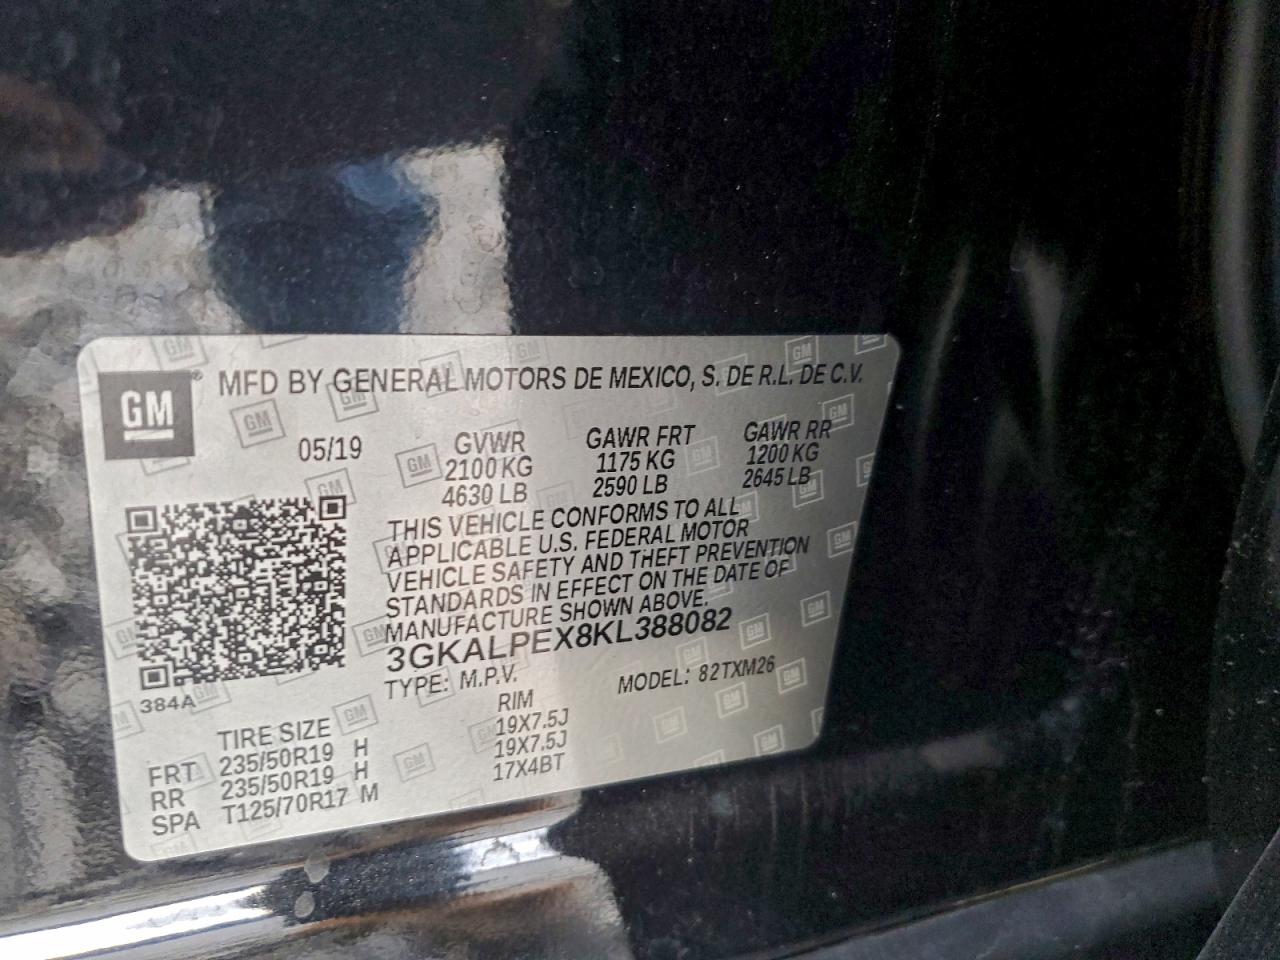 GM ® MFD BY GENERAL MOTORS DE MEXICO, S. DE R.L. DE C.V.
05/19 GVWR GAWR FRT GAWR RR
2100 KG 1175 KG 1200 KG
4630 LB 2590 LB 2645 LB
THIS VEHICLE CONFORMS TO ALL
APPLICABLE U.S. FEDERAL MOTOR
VEHICLE SAFETY AND THEFT PREVENTION
STANDARDS IN EFFECT ON THE DATE OF
MANUFACTURE SHOWN ABOVE.
3GKALPEX8KL388082
TYPE: M.P.V. MODEL: 82TXM26
384A
TIRE SIZE RIM
FRT 235/50R19 H 19X7.5J
RR 235/50R19 H 19X7.5J
SPA T125/70R17 M 17X4BT